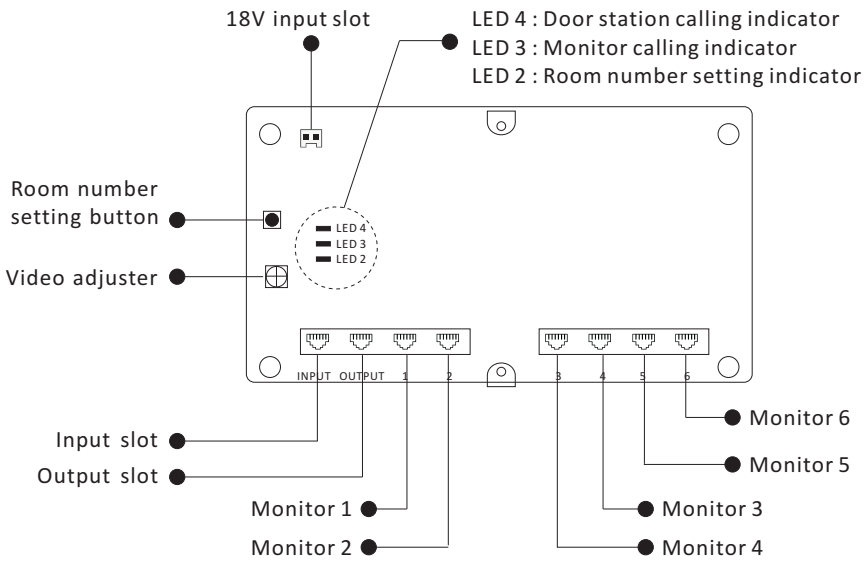 18V input slot
LED 4 : Door station calling indicator
LED 3 : Monitor calling indicator
LED 2 : Room number setting indicator
Room number
setting button
Video adjuster
LED 4
LED 3
LED 2
INPUT OUTPUT 1 2 3 4 5 6
Input slot
Output slot
Monitor 1
Monitor 2
Monitor 6
Monitor 5
Monitor 3
Monitor 4